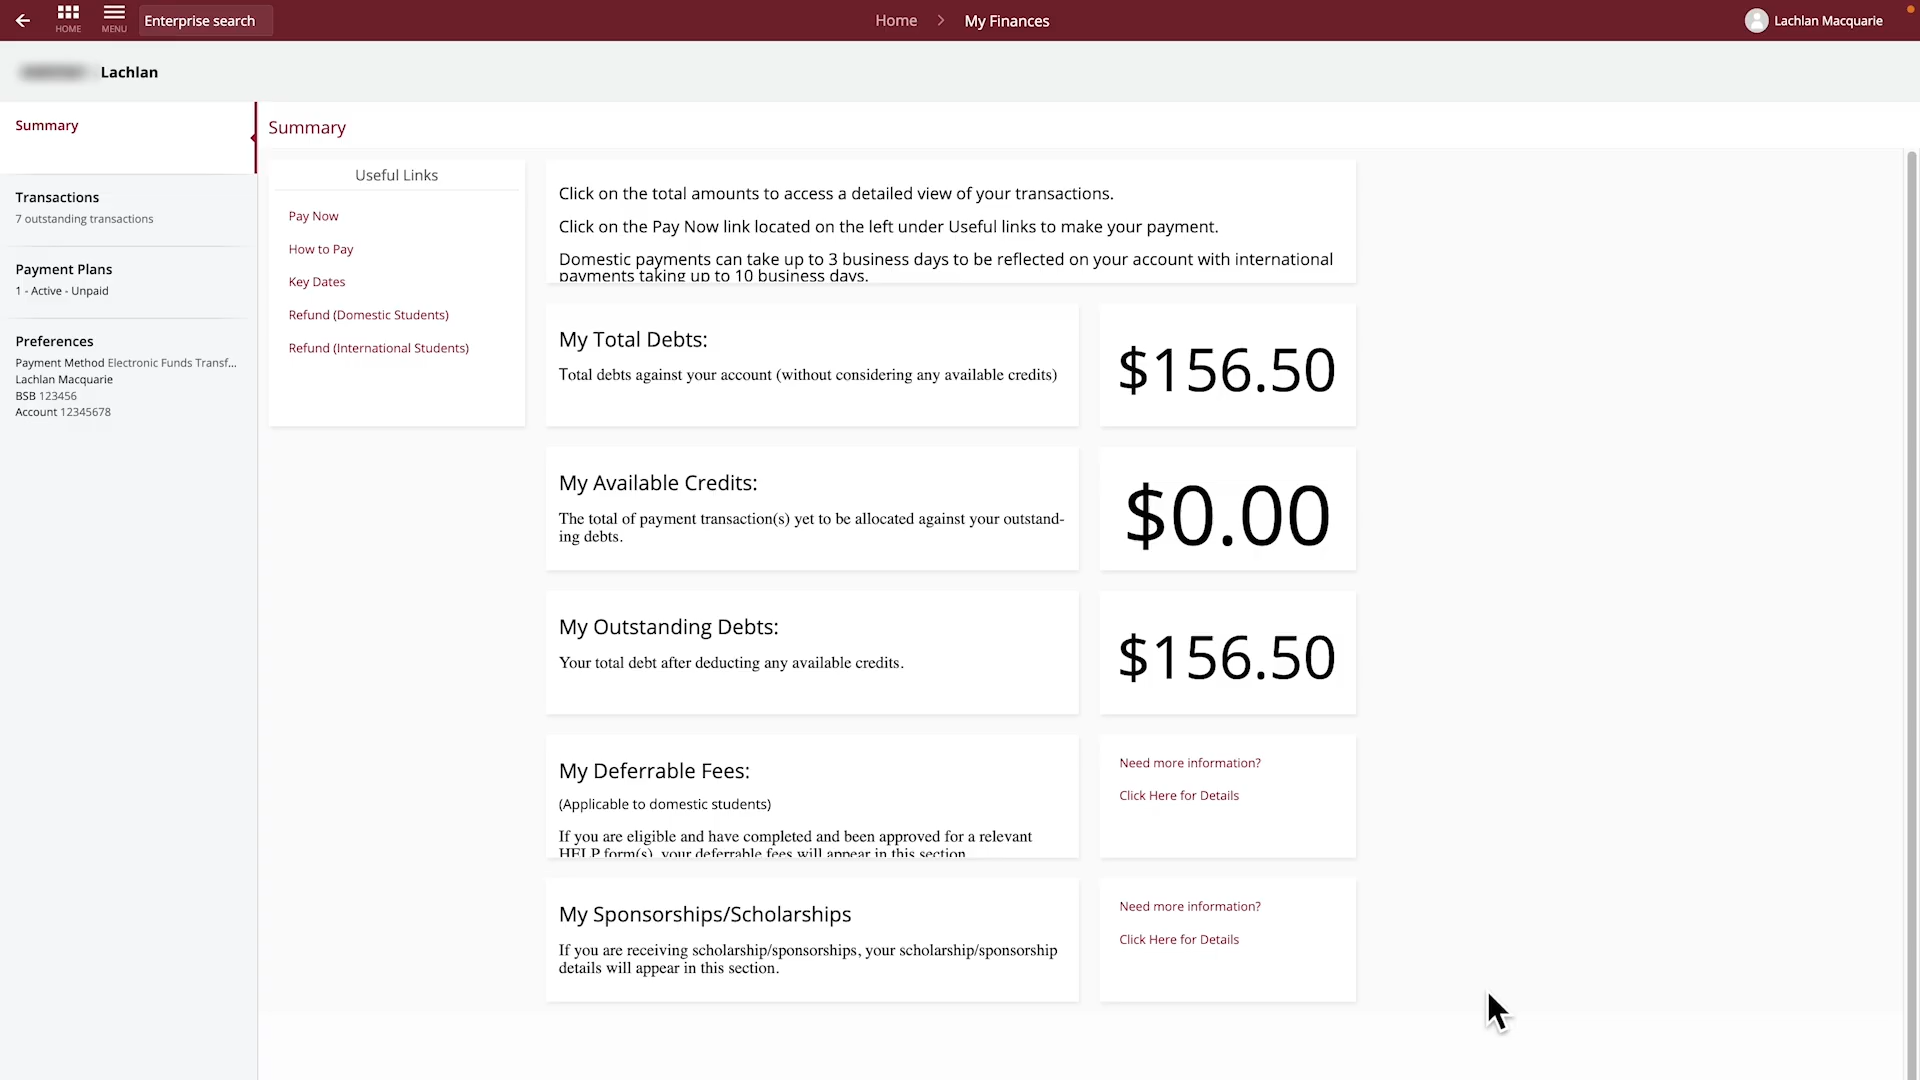 HOME
MENU
Enterprise search
Home > My Finances
Lachlan Macquarie
Lachlan
Summary
Transactions
7 outstanding transactions
Payment Plans
1 - Active - Unpaid
Preferences
Payment Method Electronic Funds Transf...
Lachlan Macquarie
BSB 123456
Account 12345678
Summary
Useful Links
Pay Now
How to Pay
Key Dates
Refund (Domestic Students)
Refund (International Students)
Click on the total amounts to access a detailed view of your transactions.
Click on the Pay Now link located on the left under Useful links to make your payment.
Domestic payments can take up to 3 business days to be reflected on your account with international
payments taking up to 10 business days.
My Total Debts:
Total debts against your account (without considering any available credits)
$156.50
My Available Credits:
The total of payment transaction(s) yet to be allocated against your outstand-
ing debts.
$0.00
My Outstanding Debts:
Your total debt after deducting any available credits.
$156.50
My Deferrable Fees:
(Applicable to domestic students)
If you are eligible and have completed and been approved for a relevant
HELP form(s), your deferrable fees will appear in this section
Need more information?
Click Here for Details
My Sponsorships/Scholarships
If you are receiving scholarship/sponsorships, your scholarship/sponsorship
details will appear in this section.
Need more information?
Click Here for Details